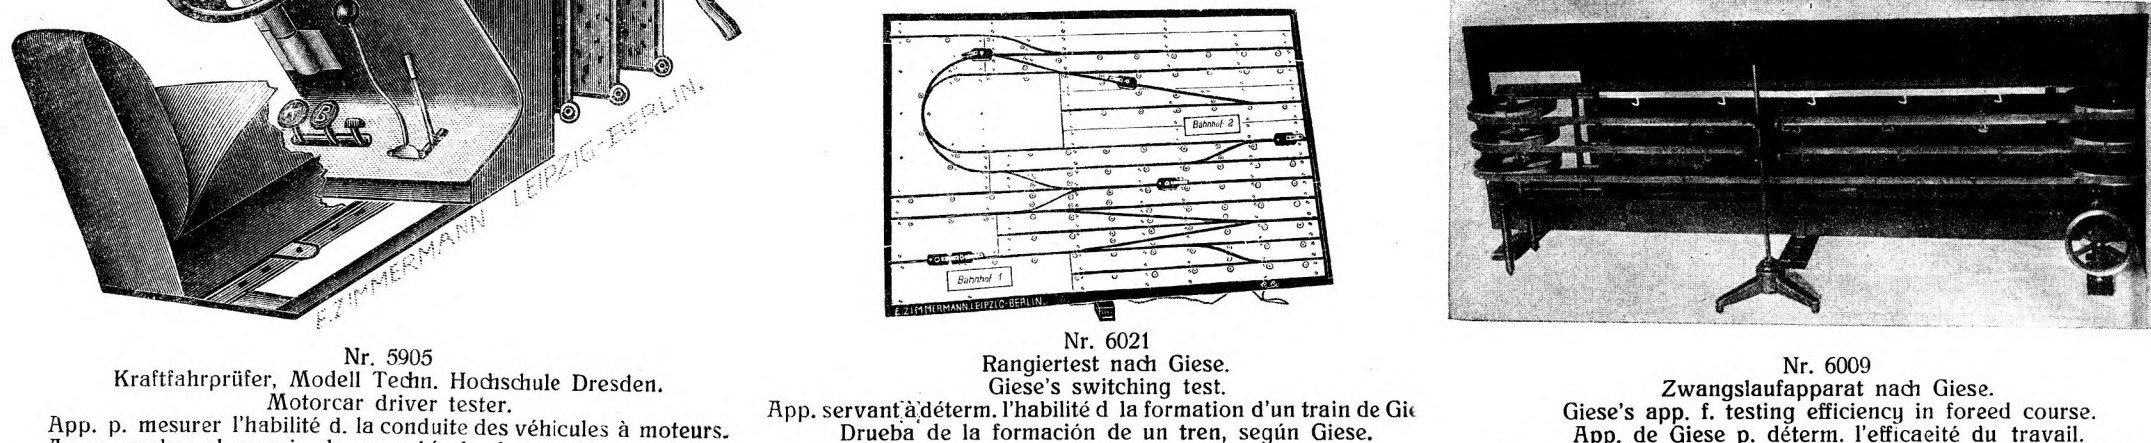 F. ZIMMERMANN LEIPZIG-BERLIN.
A B
Nr. 5905
Kraftfahrprüfer, Modell Techn. Hochschule Dresden.
Motorcar driver tester.
App. p. mesurer l'habilité d. la conduite des véhicules à moteurs.
Bahnhof 2
Bahnhof 1
E. ZIMMERMANN. LEIPZIG-BERLIN.
Nr. 6021
Rangiertest nach Giese.
Giese's switching test.
App. servant à déterm. l'habilité d la formation d'un train de Gi
Drueba de la formación de un tren, según Giese.
Nr. 6009
Zwangslaufapparat nach Giese.
Giese's app. f. testing efficiency in foreed course.
App. de Giese p. déterm. l'efficaeité du travail.